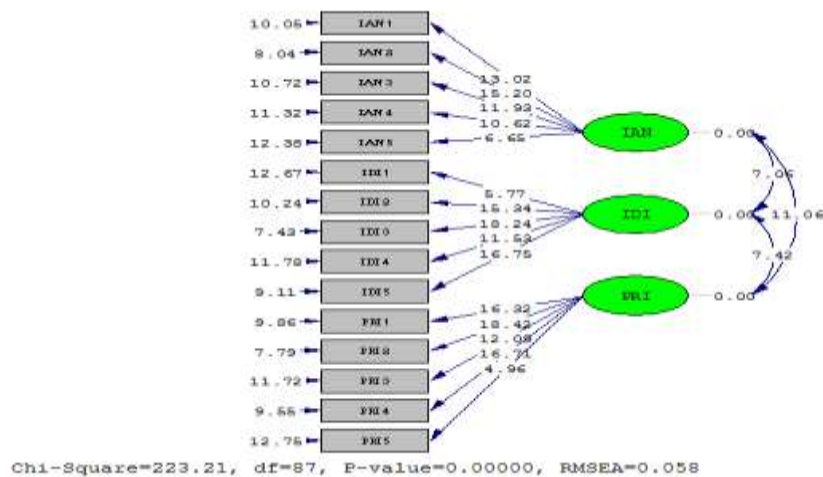 10.05 IAN1
8.04 IAN2 13.02
10.72 IAN3 15.20
11.93
11.32 IAN4 10.62 IAN 0.00
12.38 IAN5 6.65
12.67 IDI1 7.06
5.77
10.24 IDI2 15.34
7.43 IDI3 18.24 IDI 0.00 11.06
11.53
11.78 IDI4 16.75 7.42
9.11 IDI5
9.86 PRI1 16.32 PRI 0.00
18.42
7.79 PRI2 12.09
11.72 PRI3 16.71
4.96
9.55 PRI4
12.75 PRI5
Chi-Square=223.21, df=87, P-value=0.00000, RMSEA=0.058